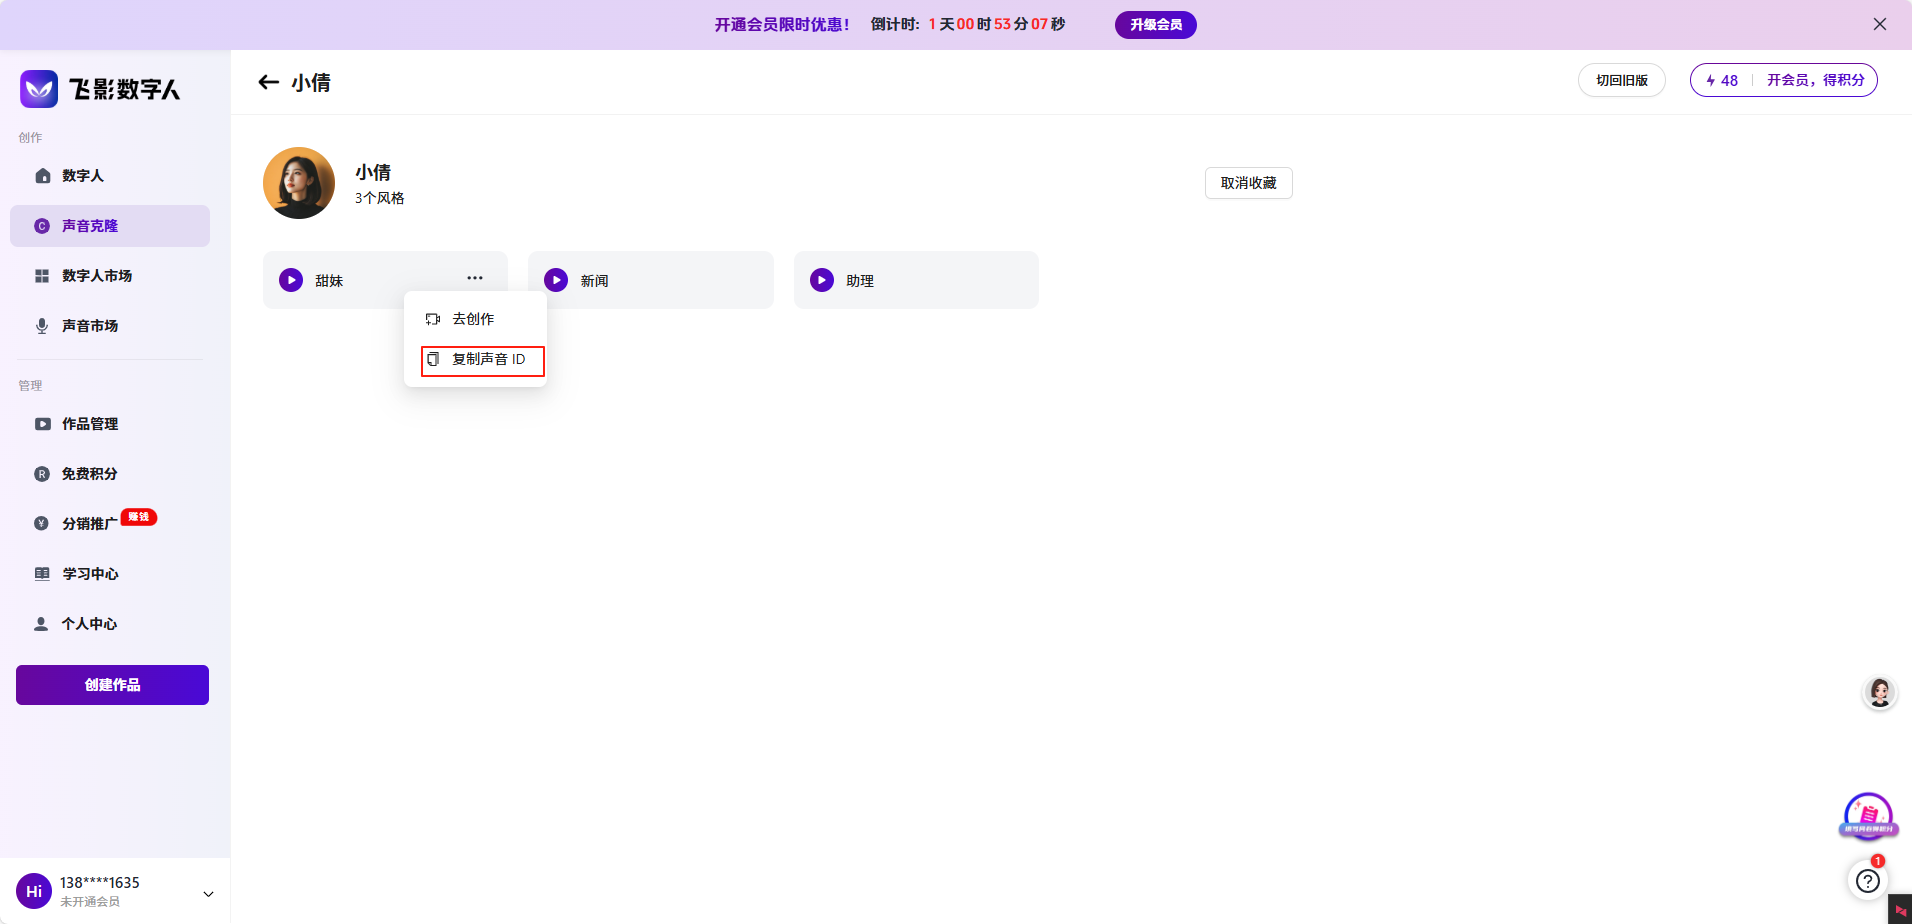 开通会员限时优惠！ 倒计时: 1 天 00 时 53 分 07 秒 升级会员
飞影数字人
创作
数字人
声音克隆
数字人市场
声音市场
管理
作品管理
免费积分
分销推广 赚钱
学习中心
个人中心
创建作品
Hi 138****1635
未开通会员
小倩
切回旧版 48 开会员，得积分
小倩
3个风格
取消收藏
甜妹 ··· 新闻 助理
去创作
复制声音 ID
1